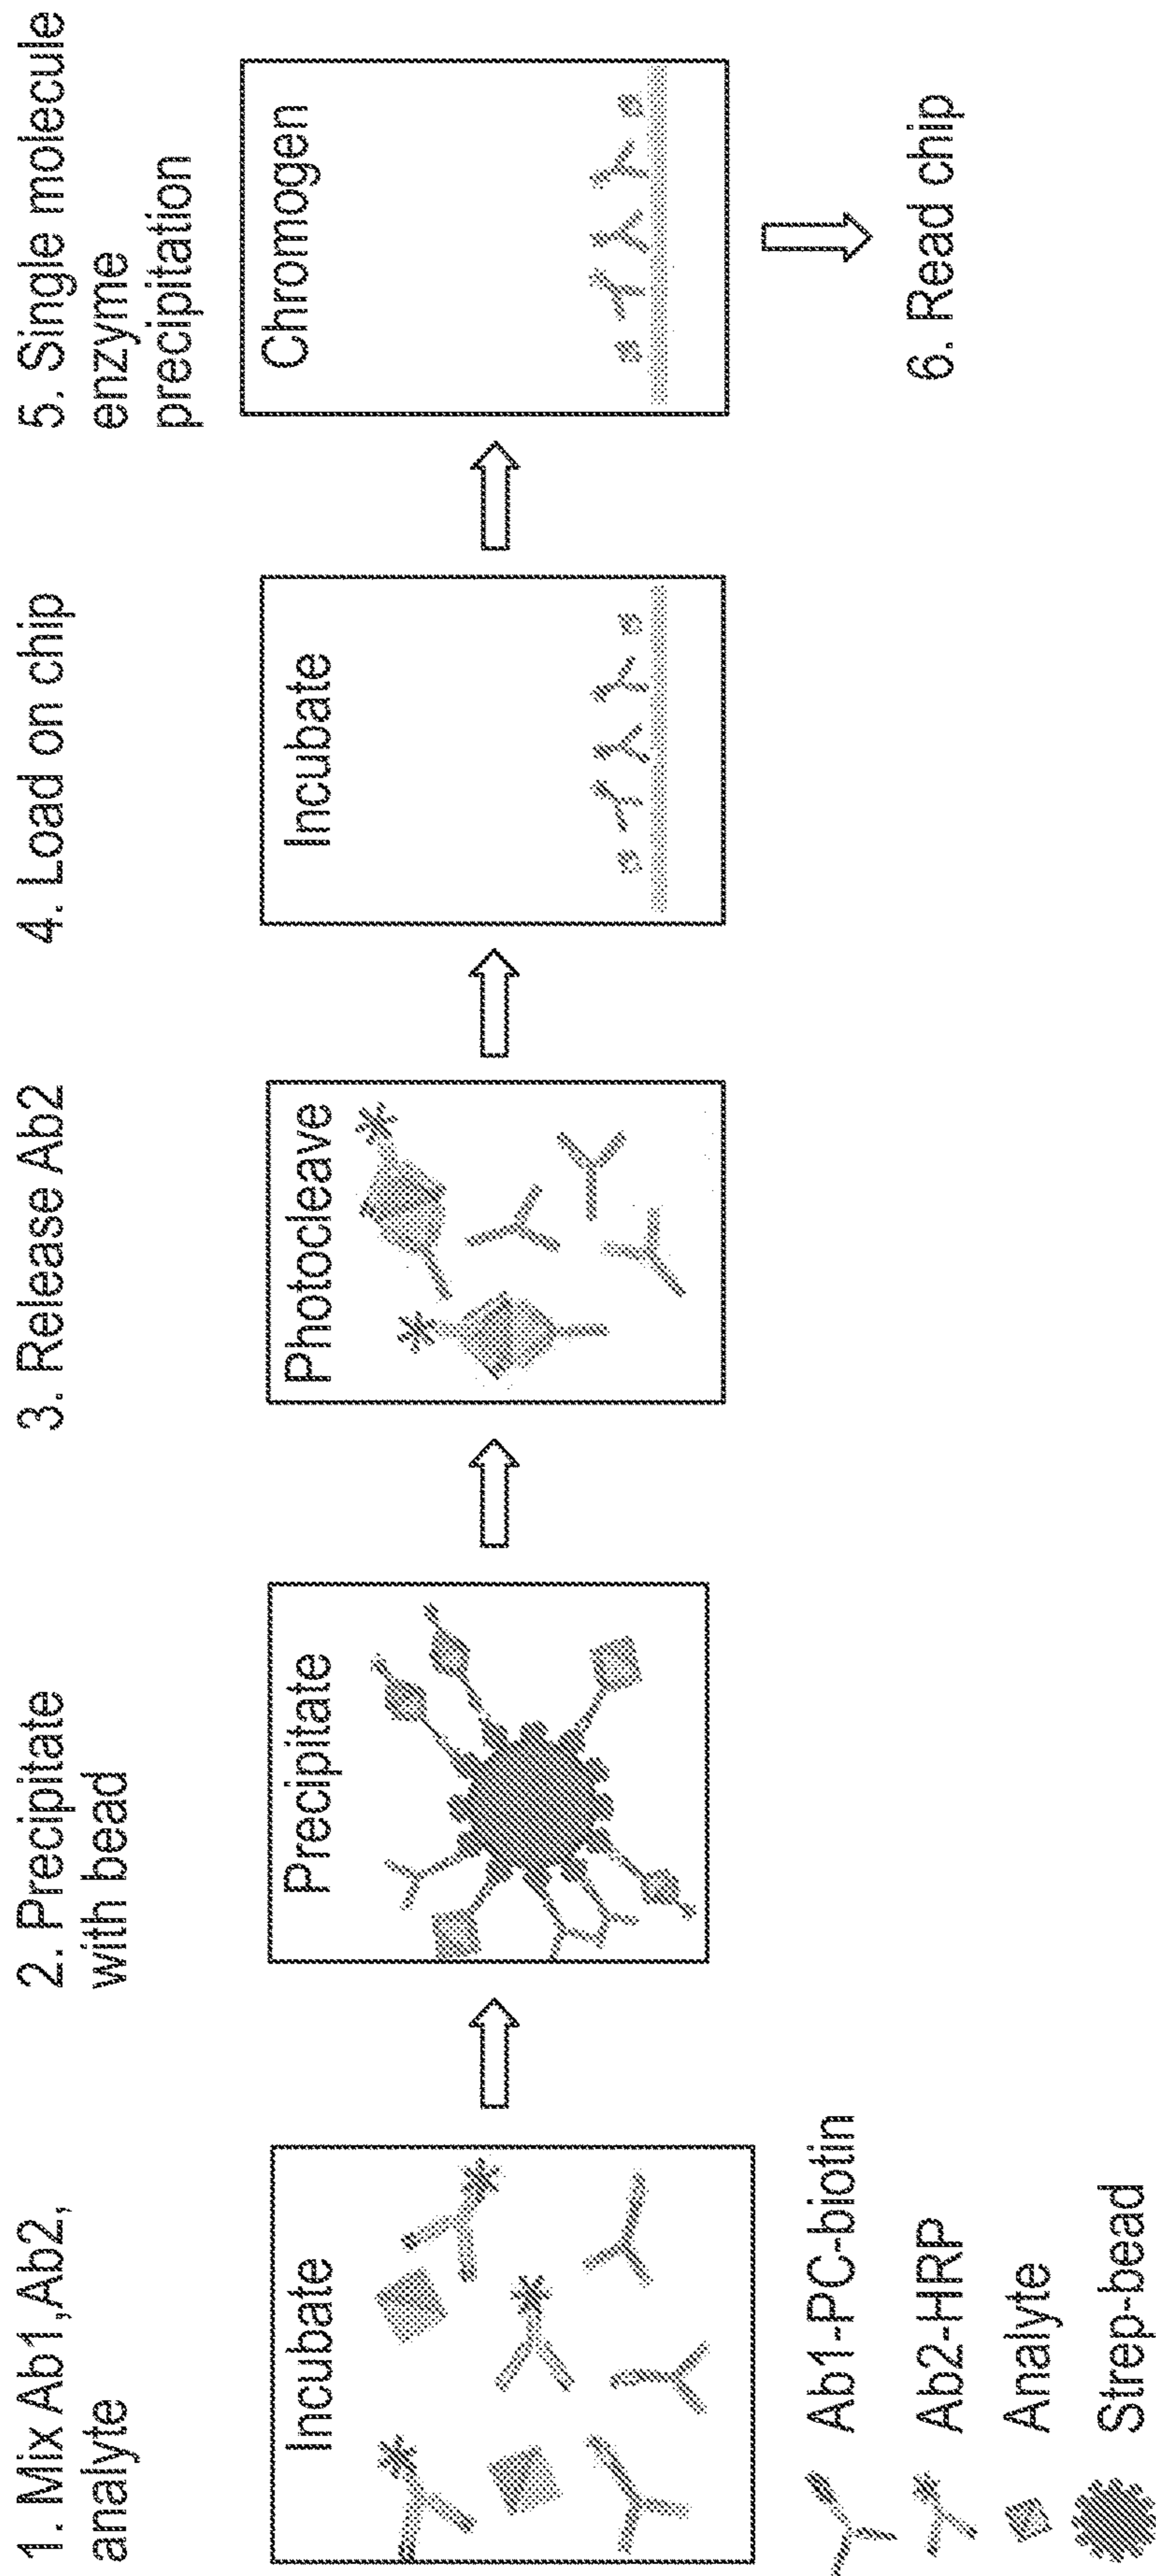 1. Mix Ab1,Ab2,
analyte
Incubate
2. Precipitate
with bead
Precipitate
3. Release Ab2
Photocleave
4. Load on chip
Incubate
5. Single molecule
enzyme
precipitation
Chromogen
6. Read chip
Ab1-PC-biotin
Ab2-HRP
Analyte
Strep-bead